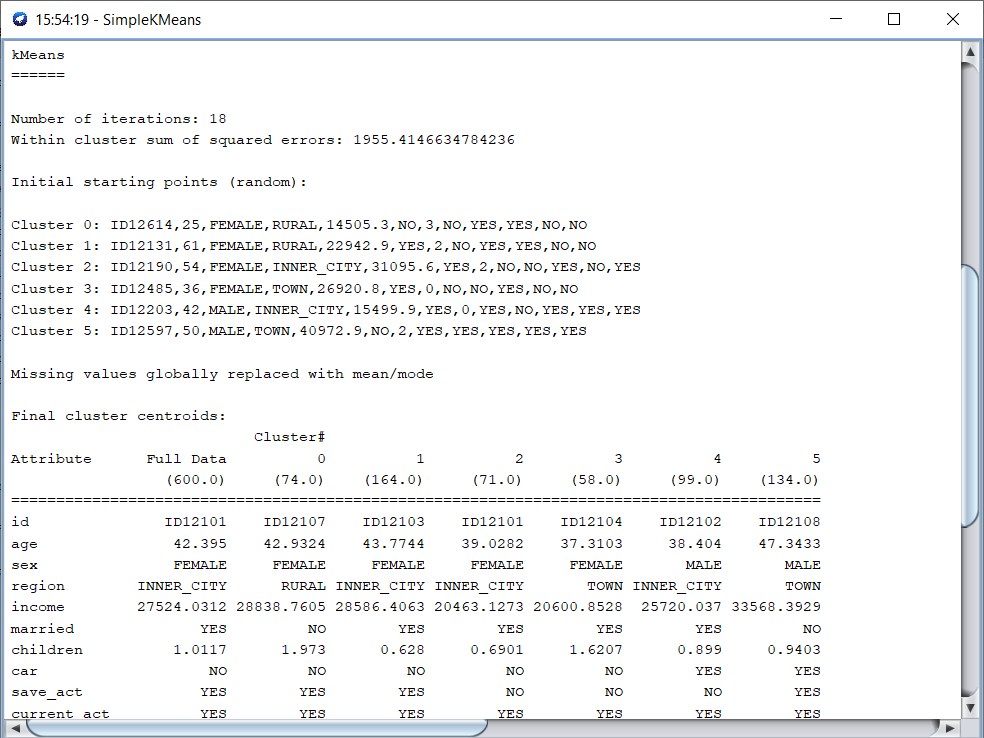 15:54:19 - SimpleKMeans
kMeans
======
Number of iterations: 18
Within cluster sum of squared errors: 1955.4146634784236
Initial starting points (random):
Cluster 0: ID12614,25,FEMALE,RURAL,14505.3,NO,3,NO,YES,YES,NO,NO
Cluster 1: ID12131,61,FEMALE,RURAL,22942.9,YES,2,NO,YES,YES,NO,NO
Cluster 2: ID12190,54,FEMALE,INNER_CITY,31095.6,YES,2,NO,NO,YES,NO,YES
Cluster 3: ID12485,36,FEMALE,TOWN,26920.8,YES,0,NO,NO,YES,NO,NO
Cluster 4: ID12203,42,MALE,INNER_CITY,15499.9,YES,0,YES,NO,YES,YES,YES
Cluster 5: ID12597,50,MALE,TOWN,40972.9,NO,2,YES,YES,YES,YES,YES
Missing values globally replaced with mean/mode
Final cluster centroids:
Cluster#
Attribute Full Data 0 1 2 3 4 5
(600.0) (74.0) (164.0) (71.0) (58.0) (99.0) (134.0)
==========================================================================================
id ID12101 ID12107 ID12103 ID12101 ID12104 ID12102 ID12108
age 42.395 42.9324 43.7744 39.0282 37.3103 38.404 47.3433
sex FEMALE FEMALE FEMALE FEMALE FEMALE MALE MALE
region INNER_CITY RURAL INNER_CITY INNER_CITY TOWN INNER_CITY TOWN
income 27524.0312 28838.7605 28586.4063 20463.1273 20600.8528 25720.037 33568.3929
married YES NO YES YES YES YES NO
children 1.0117 1.973 0.628 0.6901 1.6207 0.899 0.9403
car NO NO NO NO NO YES YES
save_act YES YES YES NO NO NO YES
current_act YES YES YES YES YES YES YES